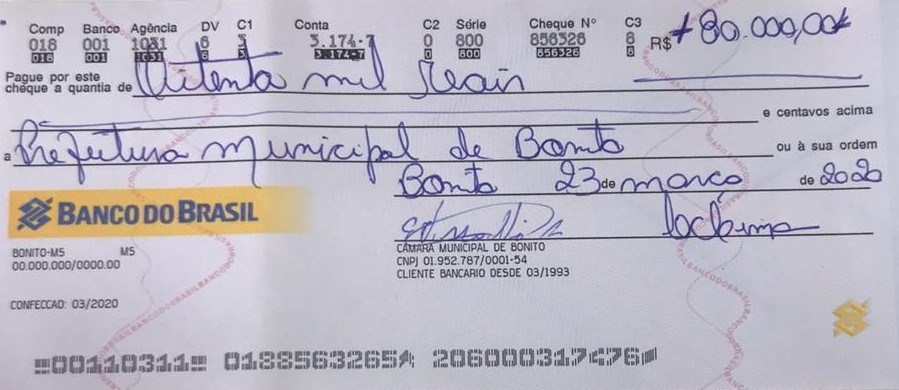 Comp Banco Agência DV C1 Conta C2 Série Cheque Nº C3
018 001 1031 6 3 3.174-7 0 800 856326 8 R$ 80.000,00
018 001 1031 6 3 3.174-7 0 800 856326 8
Pague por este
cheque a quantia de Oitenta mil Reais
e centavos acima
a Prefeitura Municipal de Bonito ou à sua ordem
Bonito 23 de março de 2020
BANCO DO BRASIL
BONITO-MS MS
00.000.000/0000.00
CÂMARA MUNICIPAL DE BONITO
CNPJ 01.952.787/0001-54
CLIENTE BANCARIO DESDE 03/1993
CONFECCAO: 03/2020